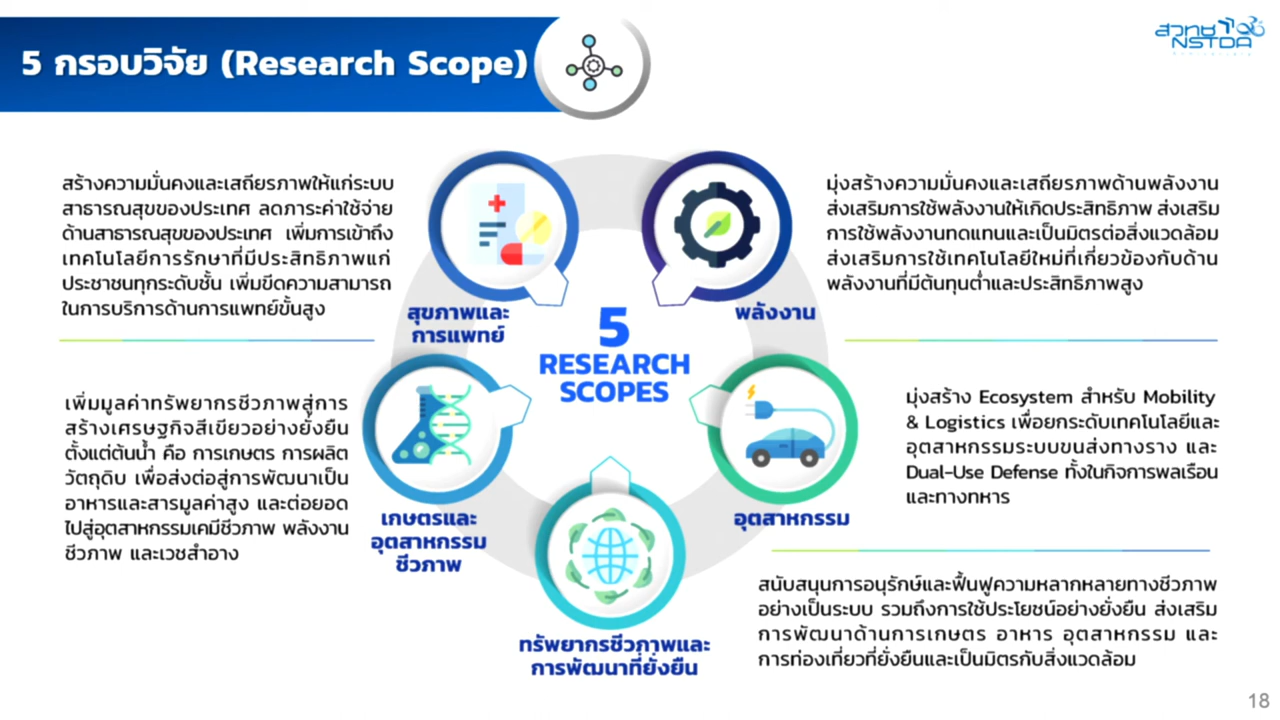 5 กรอบวิจัย (Research Scope)
สวทช
NSTDA
สร้างความมั่นคงและเสถียรภาพให้แก่ระบบ
สาธารณสุขของประเทศ ลดภาระค่าใช้จ่าย
ด้านสาธารณสุขของประเทศ เพิ่มการเข้าถึง
เทคโนโลยีการรักษาที่มีประสิทธิภาพแก่
ประชาชนทุกระดับชั้น เพิ่มขีดความสามารถ
ในการบริการด้านการแพทย์ขั้นสูง
สุขภาพและ
การแพทย์
มุ่งสร้างความมั่นคงและเสถียรภาพด้านพลังงาน
ส่งเสริมการใช้พลังงานให้เกิดประสิทธิภาพ ส่งเสริม
การใช้พลังงานทดแทนและเป็นมิตรต่อสิ่งแวดล้อม
ส่งเสริมการใช้เทคโนโลยีใหม่ที่เกี่ยวข้องกับด้าน
พลังงานที่มีต้นทุนต่ำและประสิทธิภาพสูง
พลังงาน
5
RESEARCH
SCOPES
เพิ่มมูลค่าทรัพยากรชีวภาพสู่การ
สร้างเศรษฐกิจสีเขียวอย่างยั่งยืน
ตั้งแต่ต้นน้ำ คือ การเกษตร การผลิต
วัตถุดิบ เพื่อส่งต่อสู่การพัฒนาเป็น
อาหารและสารมูลค่าสูง และต่อยอด
ไปสู่อุตสาหกรรมเคมีชีวภาพ พลังงาน
ชีวภาพ และเวชสำอาง
เกษตรและ
อุตสาหกรรม
ชีวภาพ
มุ่งสร้าง Ecosystem สำหรับ Mobility
& Logistics เพื่อยกระดับเทคโนโลยีและ
อุตสาหกรรมระบบขนส่งทางราง และ
Dual-Use Defense ทั้งในกิจการพลเรือน
และทางทหาร
อุตสาหกรรม
ทรัพยากรชีวภาพและ
การพัฒนาที่ยั่งยืน
สนับสนุนการอนุรักษ์และฟื้นฟูความหลากหลายทางชีวภาพ
อย่างเป็นระบบ รวมถึงการใช้ประโยชน์อย่างยั่งยืน ส่งเสริม
การพัฒนาด้านการเกษตร อาหาร อุตสาหกรรม และ
การท่องเที่ยวที่ยั่งยืนและเป็นมิตรกับสิ่งแวดล้อม
18